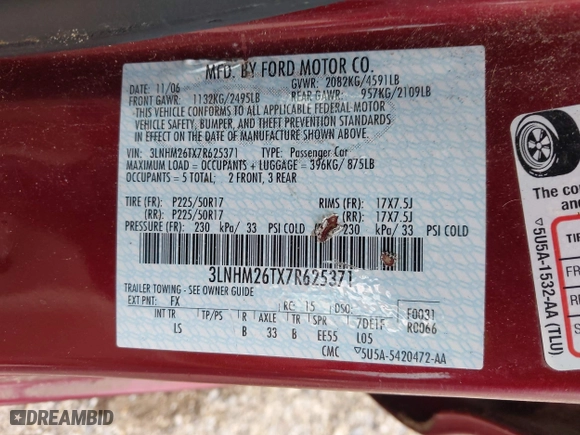 MFD. BY FORD MOTOR CO.
DATE: 11/06 GVWR: 2082KG/4591LB
FRONT GAWR: 1132KG/2495LB REAR GAWR: 957KG/2109LB
THIS VEHICLE CONFORMS TO ALL APPLICABLE FEDERAL MOTOR
VEHICLE SAFETY, BUMPER, AND THEFT PREVENTION STANDARDS
IN EFFECT ON THE DATE OF MANUFACTURE SHOWN ABOVE.
VIN: 3LNHM26TX7R625371 TYPE: Passenger Car
MAXIMUM LOAD = OCCUPANTS + LUGGAGE = 396KG/ 875LB
OCCUPANTS = 5 TOTAL; 2 FRONT, 3 REAR
TIRE (FR): P225/50R17 RIMS (FR): 17X7.5J
(RR): P225/50R17 (RR): 17X7.5J
PRESSURE (FR): 230 kPa/ 33 PSI COLD 230 kPa/ 33 PSI COLD
3LNHM26TX7R625371
TRAILER TOWING - SEE OWNER GUIDE
EXT PNT: FX RC: 15 DSO: F0031
INT TR TP/PS R AXLE TR SPR 7DE1F R0066
LS B 33 B EE55 L05
CMC 5U5A-5420472-AA
The co
5U5A-1532-AA (TLU)
TI
F
RE
S
DREAMBID